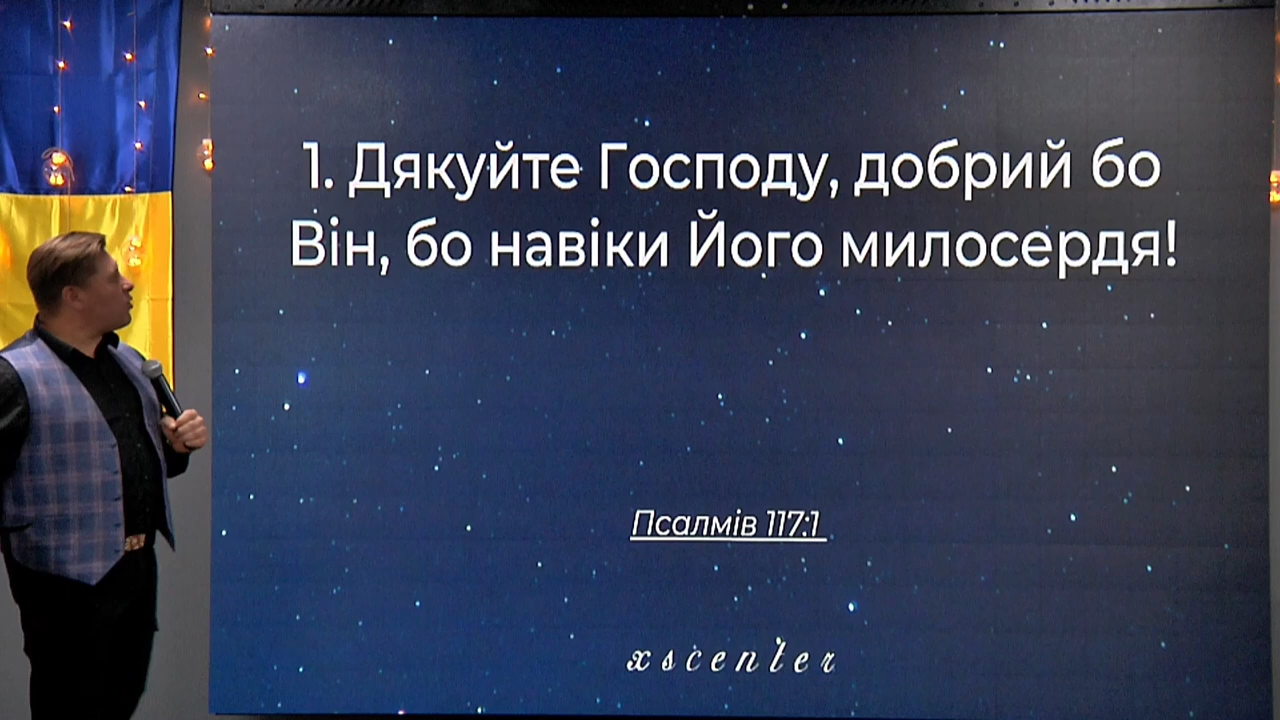 1. Дякуйте Господу, добрий бо
Він, бо навіки Його милосердя!
Псалмів 117:1
xscenter